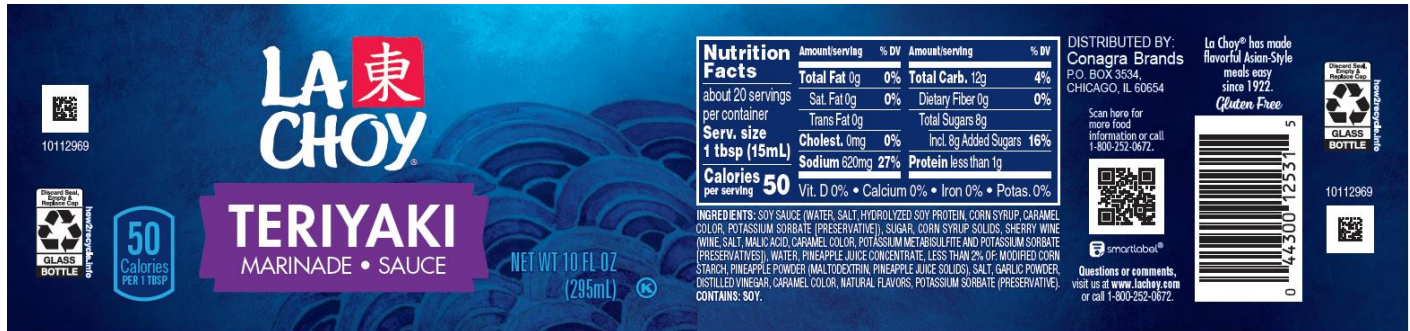 10112969
Discard Seal,
Empty &
Replace Cap
GLASS
BOTTLE
how2recycle.info
50
Calories
PER 1 TBSP
LA 東
CHOY®
TERIYAKI
MARINADE • SAUCE
NET WT 10 FL OZ
(295mL)
K
Nutrition
Facts
about 20 servings
per container
Serv. size
1 tbsp (15mL)
Calories
per serving 50
Amount/serving % DV Amount/serving % DV
Total Fat 0g 0% Total Carb. 12g 4%
Sat. Fat 0g 0% Dietary Fiber 0g 0%
Trans Fat 0g Total Sugars 8g
Cholest. 0mg 0% Incl. 8g Added Sugars 16%
Sodium 620mg 27% Protein less than 1g
Vit. D 0% • Calcium 0% • Iron 0% • Potas. 0%
INGREDIENTS: SOY SAUCE (WATER, SALT, HYDROLYZED SOY PROTEIN, CORN SYRUP, CARAMEL
COLOR, POTASSIUM SORBATE [PRESERVATIVE]), SUGAR, CORN SYRUP SOLIDS, SHERRY WINE
(WINE, SALT, MALIC ACID, CARAMEL COLOR, POTASSIUM METABISULFITE AND POTASSIUM SORBATE
[PRESERVATIVES]), WATER, PINEAPPLE JUICE CONCENTRATE, LESS THAN 2% OF: MODIFIED CORN
STARCH, PINEAPPLE POWDER (MALTODEXTRIN, PINEAPPLE JUICE SOLIDS), SALT, GARLIC POWDER,
DISTILLED VINEGAR, CARAMEL COLOR, NATURAL FLAVORS, POTASSIUM SORBATE (PRESERVATIVE).
CONTAINS: SOY.
DISTRIBUTED BY:
Conagra Brands
P.O. BOX 3534,
CHICAGO, IL 60654
Scan here for
more food
information or call
1-800-252-0672.
smartlabel®
Questions or comments,
visit us at www.lachoy.com
or call 1-800-252-0672.
La Choy® has made
flavorful Asian-Style
meals easy
since 1922.
Gluten Free
0 44300 12531 5
Discard Seal,
Empty &
Replace Cap
GLASS
BOTTLE
how2recycle.info
10112969